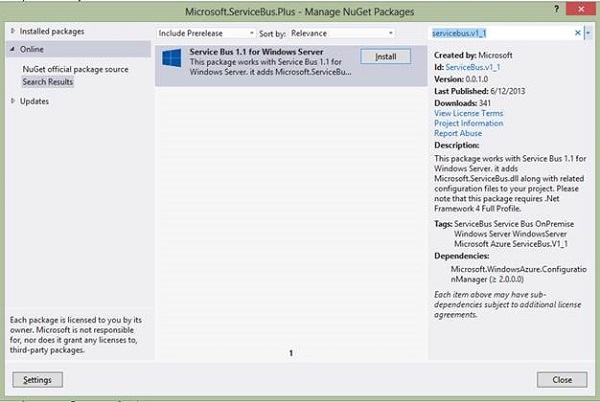 Microsoft.ServiceBus.Plus - Manage NuGet Packages
Installed packages
Online
NuGet official package source
Search Results
Updates
Each package is licensed to you by its
owner. Microsoft is not responsible
for, nor does it grant any licenses to,
third-party packages.
Include Prerelease
Sort by: Relevance
Service Bus 1.1 for Windows Server
This package works with Service Bus 1.1 for
Windows Server. it adds Microsoft.ServiceBu...
Install
1
servicebus.v1_1
Created by: Microsoft
Id: ServiceBus.v1_1
Version: 0.0.1.0
Last Published: 6/12/2013
Downloads: 341
View License Terms
Project Information
Report Abuse
Description:
This package works with Service Bus 1.1 for
Windows Server. it adds
Microsoft.ServiceBus.dll along with related
configuration files to your project. Please
note that this package requires .Net
Framework 4 Full Profile.
Tags: ServiceBus Service Bus OnPremise
Windows Server WindowsServer
Microsoft Azure ServiceBus.V1_1
Dependencies:
Microsoft.WindowsAzure.Configuratio
nManager (≥ 2.0.0.0)
Each item above may have sub-
dependencies subject to additional license
agreements.
Settings
Close